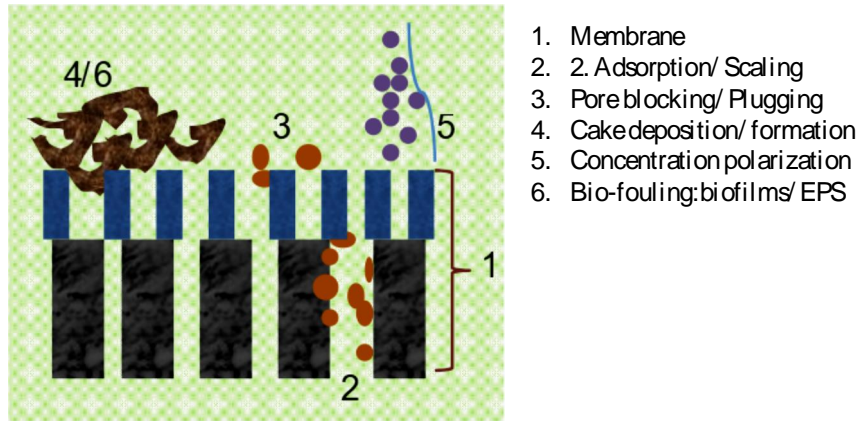 4/6
3
5
1
2
1. Membrane
2. 2. Adsorption/ Scaling
3. Pore blocking/ Plugging
4. Cake deposition/ formation
5. Concentration polarization
6. Bio-fouling: biofilms/ EPS